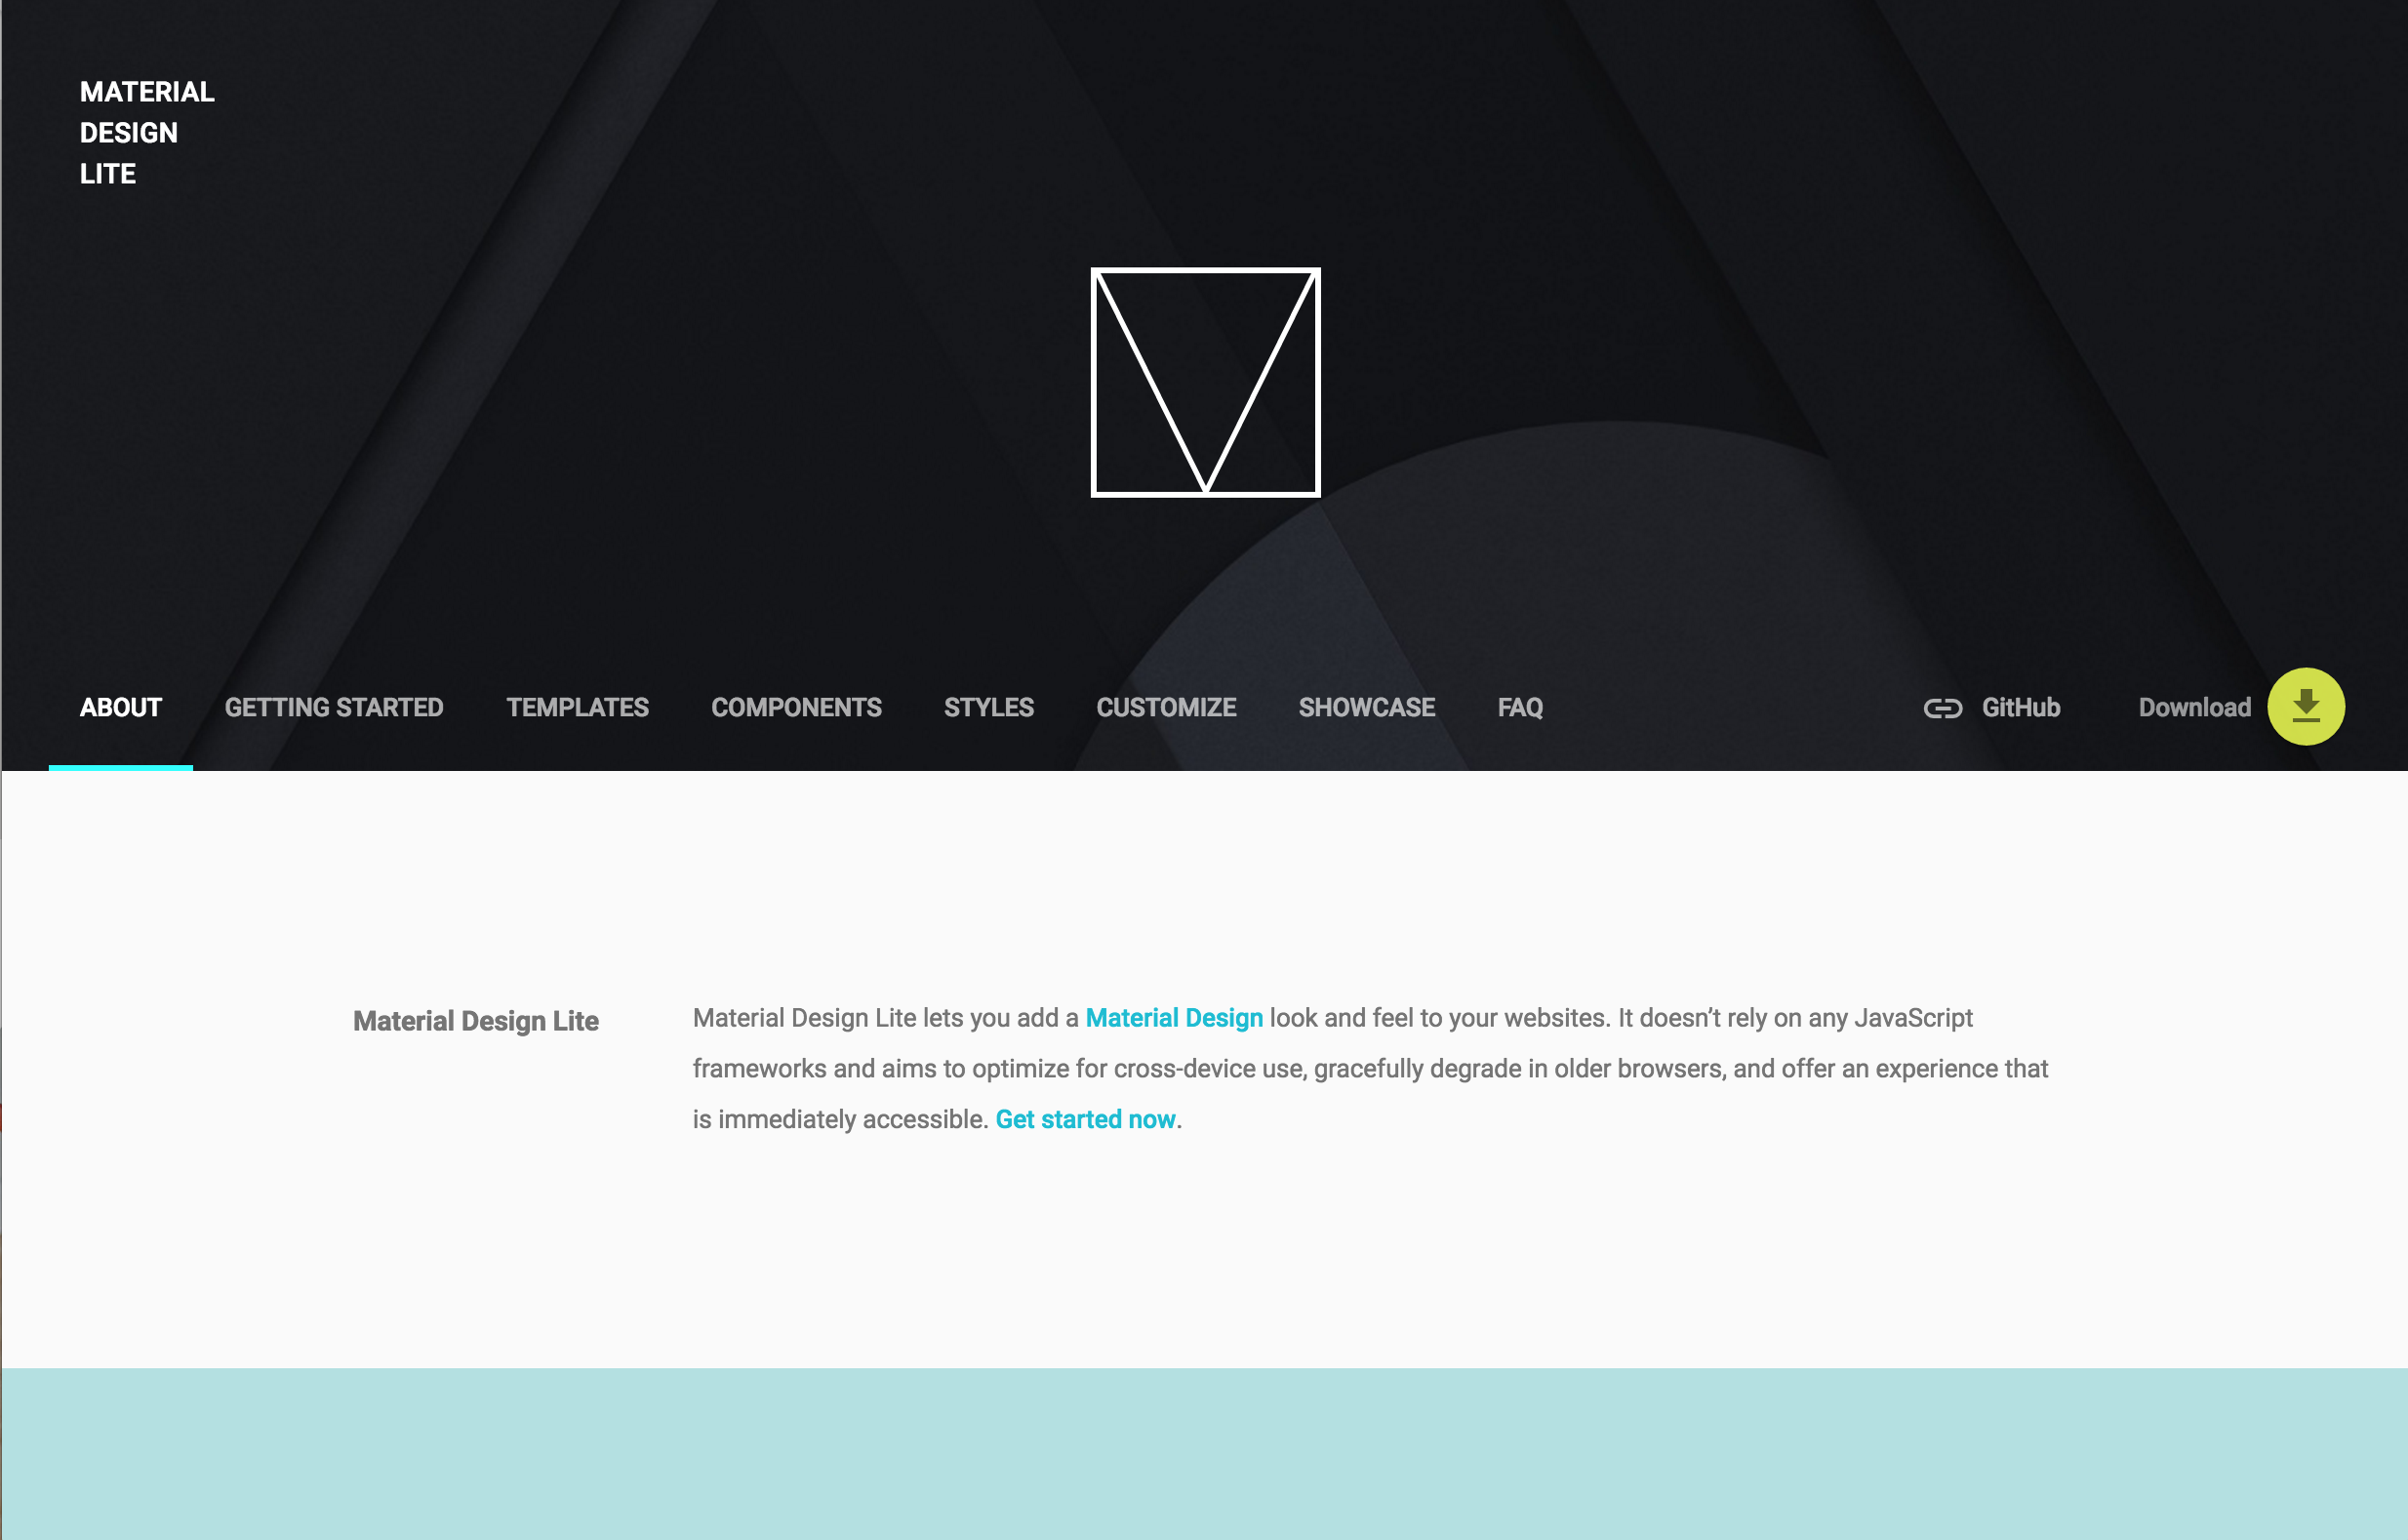 MATERIAL
DESIGN
LITE
ABOUT GETTING STARTED TEMPLATES COMPONENTS STYLES CUSTOMIZE SHOWCASE FAQ GitHub Download
Material Design Lite
Material Design Lite lets you add a Material Design look and feel to your websites. It doesn’t rely on any JavaScript
frameworks and aims to optimize for cross-device use, gracefully degrade in older browsers, and offer an experience that
is immediately accessible. Get started now.